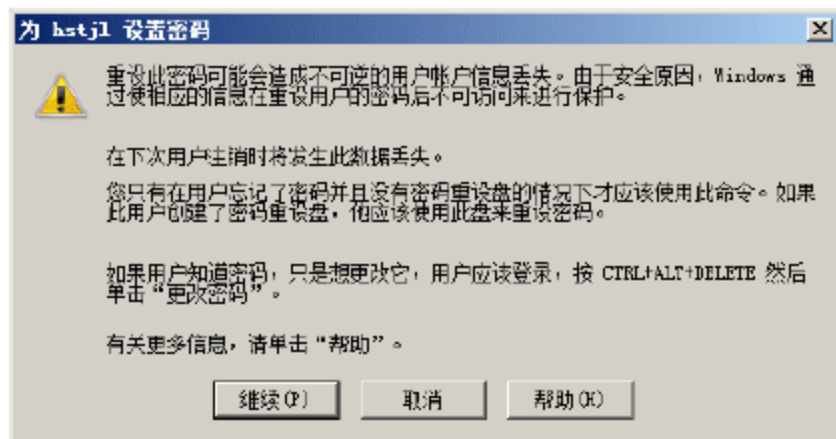 为 hstjl 设置密码
重设此密码可能会造成不可逆的用户帐户信息丢失。由于安全原因，Windows 通
过使相应的信息在重设用户的密码后不可访问来进行保护。
在下次用户注销时将发生此数据丢失。
您只有在用户忘记了密码并且没有密码重设盘的情况下才应该使用此命令。如果
此用户创建了密码重设盘，他应该使用此盘来重设密码。
如果用户知道密码，只是想更改它，用户应该登录，按 CTRL+ALT+DELETE 然后
单击“更改密码”。
有关更多信息，请单击“帮助”。
继续(P) 取消 帮助(H)